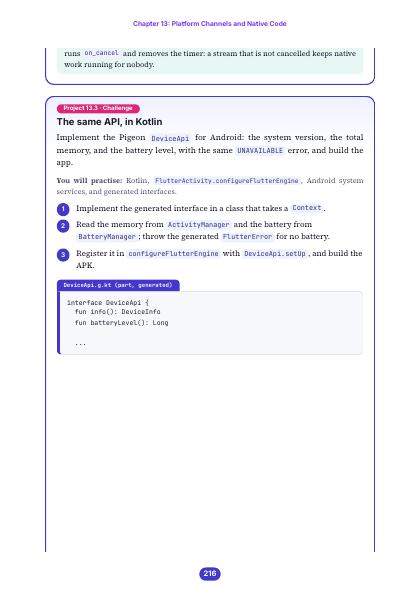 Chapter 13: Platform Channels and Native Code
runs on_cancel and removes the timer: a stream that is not cancelled keeps native
work running for nobody.
Project 13.3 · Challenge
The same API, in Kotlin
Implement the Pigeon DeviceApi for Android: the system version, the total
memory, and the battery level, with the same UNAVAILABLE error, and build the
app.
You will practise: Kotlin, FlutterActivity.configureFlutterEngine, Android system
services, and generated interfaces.
1 Implement the generated interface in a class that takes a Context.
2 Read the memory from ActivityManager and the battery from
BatteryManager; throw the generated FlutterError for no battery.
3 Register it in configureFlutterEngine with DeviceApi.setUp, and build the
APK.
DeviceApi.g.kt (part, generated)
interface DeviceApi {
  fun info(): DeviceInfo
  fun batteryLevel(): Long
  ...
216